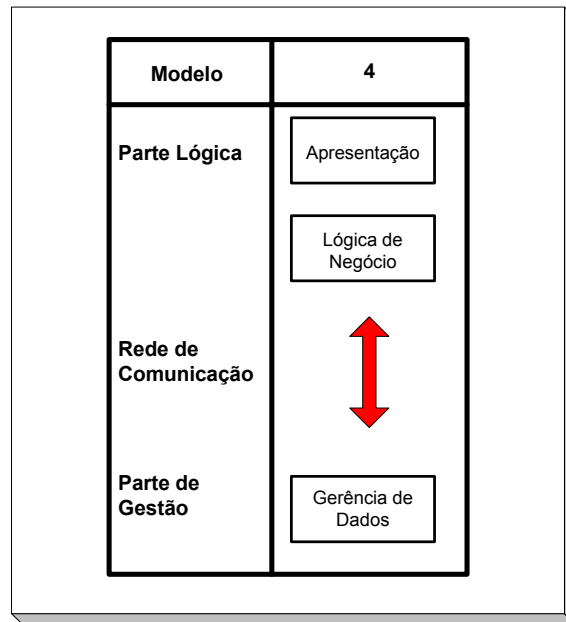 Modelo
4
Parte Lógica
Apresentação
Lógica de
Negócio
Rede de
Comunicação
Parte de
Gestão
Gerência de
Dados